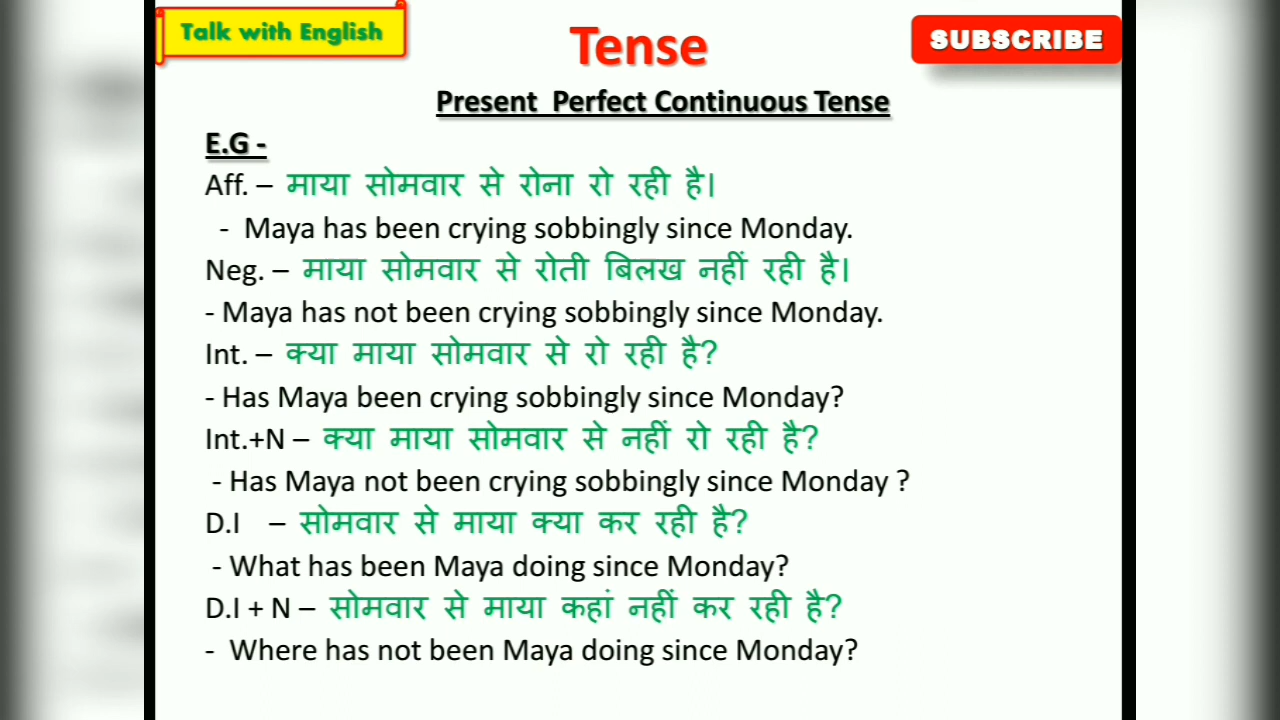 Talk with English
Tense
SUBSCRIBE
Present Perfect Continuous Tense
E.G -
Aff. – माया सोमवार से रोना रो रही है।
- Maya has been crying sobbingly since Monday.
Neg. – माया सोमवार से रोती बिलख नहीं रही है।
- Maya has not been crying sobbingly since Monday.
Int. – क्या माया सोमवार से रो रही है?
- Has Maya been crying sobbingly since Monday?
Int.+N – क्या माया सोमवार से नहीं रो रही है?
- Has Maya not been crying sobbingly since Monday ?
D.I – सोमवार से माया क्या कर रही है?
- What has been Maya doing since Monday?
D.I + N – सोमवार से माया कहां नहीं कर रही है?
- Where has not been Maya doing since Monday?